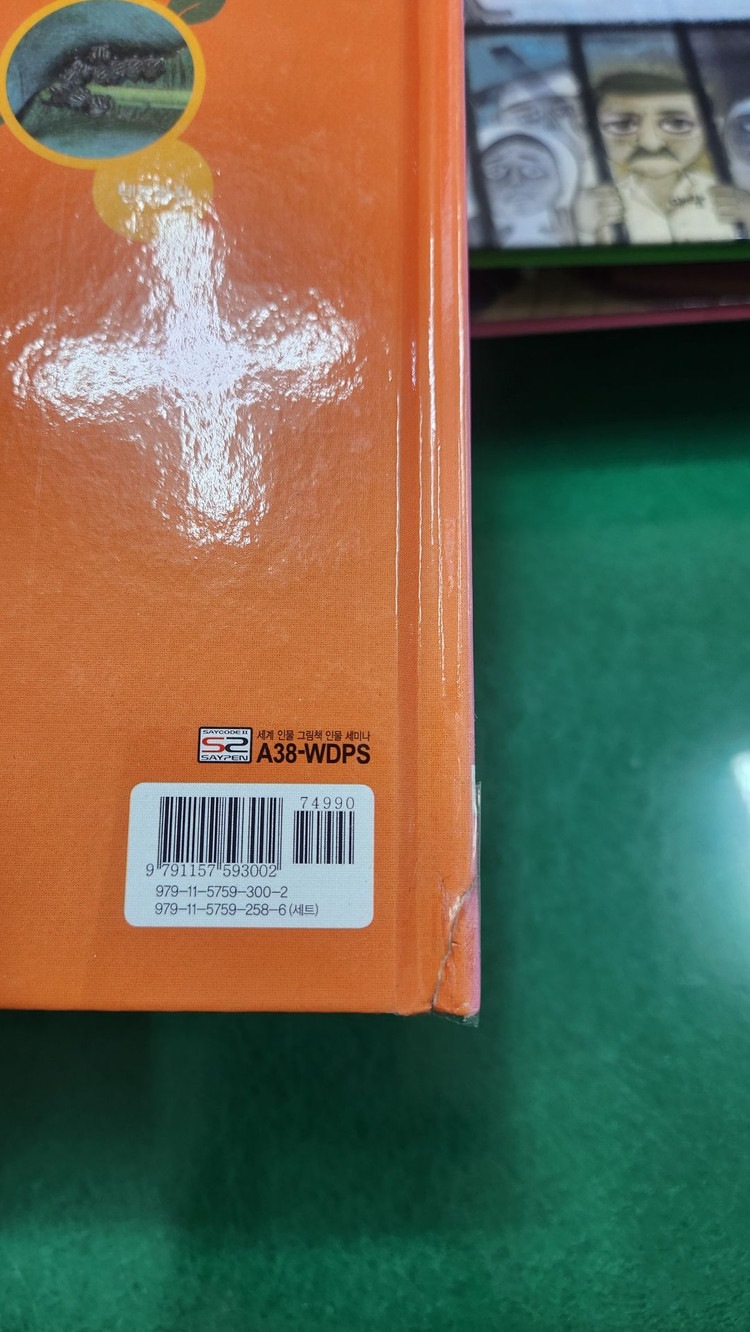 SAYCODE II
S2
SAYPEN
세계 인물 그림책 인물 세미나
A38-WDPS
74990
9 791157 593002
979-11-5759-300-2
979-11-5759-258-6 (세트)